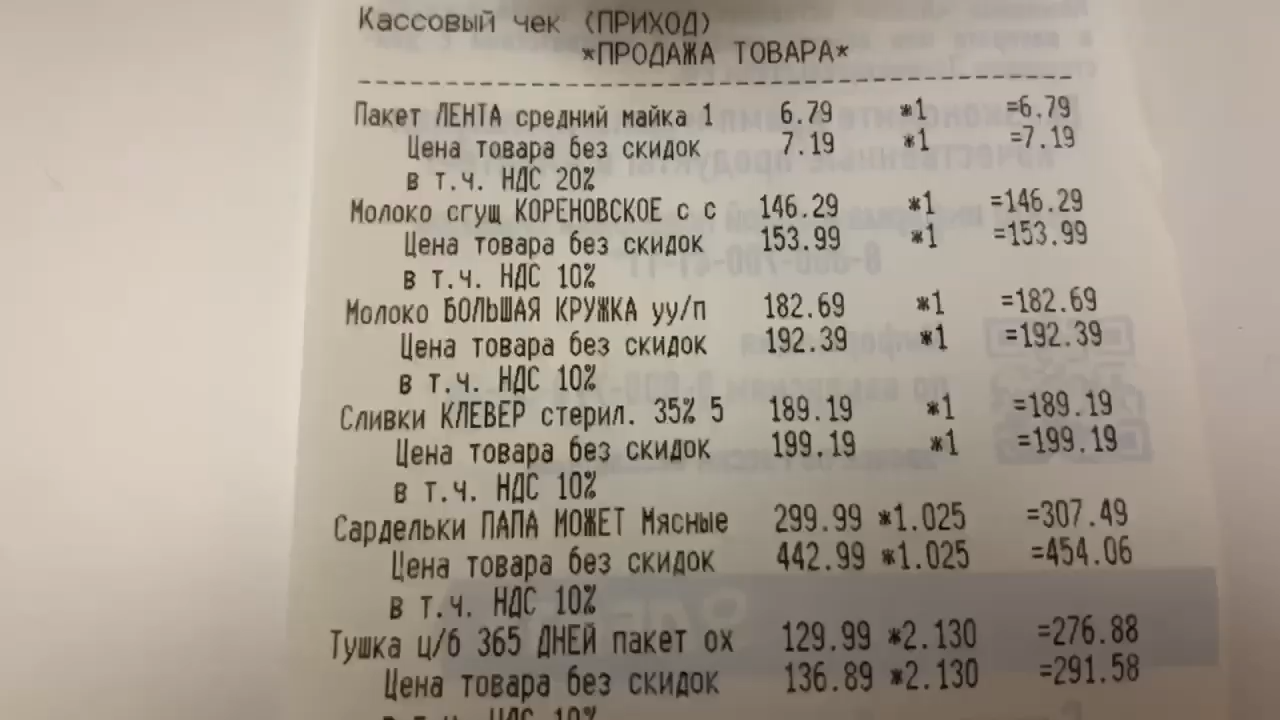 Кассовый чек (ПРИХОД)
*ПРОДАЖА ТОВАРА*
Пакет ЛЕНТА средний майка 1 6.79 *1 =6.79
Цена товара без скидок 7.19 *1 =7.19
в т.ч. НДС 20%
Молоко сгущ КОРЕНОВСКОЕ с с 146.29 *1 =146.29
Цена товара без скидок 153.99 *1 =153.99
в т.ч. НДС 10%
Молоко БОЛЬШАЯ КРУЖКА уу/п 182.69 *1 =182.69
Цена товара без скидок 192.39 *1 =192.39
в т.ч. НДС 10%
Сливки КЛЕВЕР стерил. 35% 5 189.19 *1 =189.19
Цена товара без скидок 199.19 *1 =199.19
в т.ч. НДС 10%
Сардельки ПАПА МОЖЕТ Мясные 299.99 *1.025 =307.49
Цена товара без скидок 442.99 *1.025 =454.06
в т.ч. НДС 10%
Тушка ц/б 365 ДНЕЙ пакет ох 129.99 *2.130 =276.88
Цена товара без скидок 136.89 *2.130 =291.58
в т.ч. НДС 10%